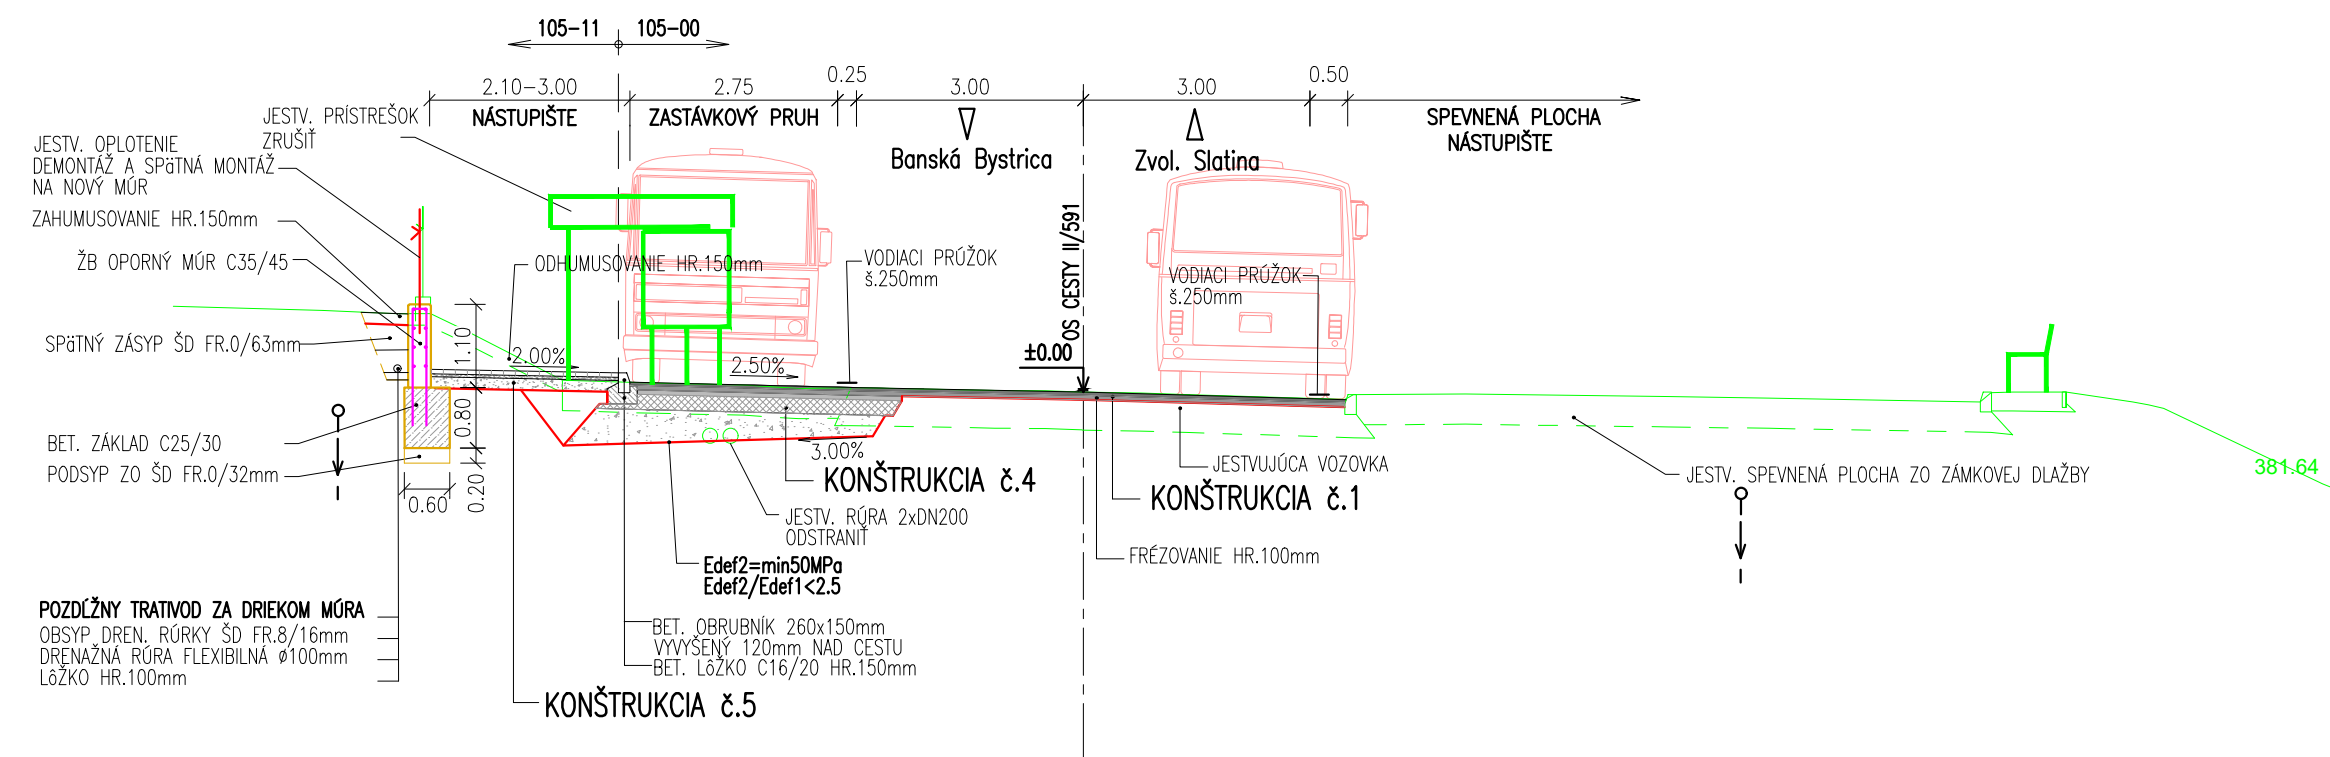 105-11 105-00
2.10-3.00 2.75 0.25 3.00 3.00 0.50
NÁSTUPIŠTE ZASTÁVKOVÝ PRUH SPEVNENÁ PLOCHA
NÁSTUPIŠTE
Banská Bystrica
Zvol. Slatina
OS CESTY II/591
±0.00
JESTV. PRÍSTREŠOK
ZRUŠIŤ
JESTV. OPLOTENIE
DEMONTÁŽ A SPäTNÁ MONTÁŽ
NA NOVÝ MÚR
ZAHUMUSOVANIE HR.150mm
ŽB OPORNÝ MÚR C35/45
SPäTNÝ ZÁSYP ŠD FR.0/63mm
BET. ZÁKLAD C25/30
PODSYP ZO ŠD FR.0/32mm
ODHUMUSOVANIE HR.150mm
VODIACI PRÚŽOK
š.250mm
VODIACI PRÚŽOK
š.250mm
1.10
0.80
0.20
0.60
2.00%
2.50%
3.00%
KONŠTRUKCIA č.4
JESTV. RÚRA 2xDN200
ODSTRANIŤ
Edef2=min50MPa
Edef2/Edef1<2.5
JESTVUJÚCA VOZOVKA
KONŠTRUKCIA č.1
FRÉZOVANIE HR.100mm
JESTV. SPEVNENÁ PLOCHA ZO ZÁMKOVEJ DLAŽBY
381.64
POZDĹŽNY TRATIVOD ZA DRIEKOM MÚRA
OBSYP DREN. RÚRKY ŠD FR.8/16mm
DRENAŽNÁ RÚRA FLEXIBILNÁ ø100mm
LôŽKO HR.100mm
BET. OBRUBNÍK 260x150mm
VYVYŠENÝ 120mm NAD CESTU
BET. LôŽKO C16/20 HR.150mm
KONŠTRUKCIA č.5